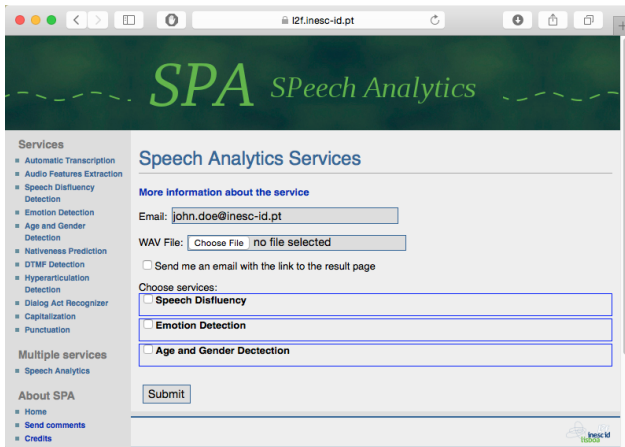 l2f.inesc-id.pt
SPA SPeech Analytics
Services
Automatic Transcription
Audio Features Extraction
Speech Disfluency
Detection
Emotion Detection
Age and Gender
Detection
Nativeness Prediction
DTMF Detection
Hyperarticulation
Detection
Dialog Act Recognizer
Capitalization
Punctuation
Multiple services
Speech Analytics
About SPA
Home
Send comments
Credits
Speech Analytics Services
More information about the service
Email: john.doe@inesc-id.pt
WAV File: Choose File no file selected
Send me an email with the link to the result page
Choose services:
Speech Disfluency
Emotion Detection
Age and Gender Dectection
Submit
inesc id
lisboa